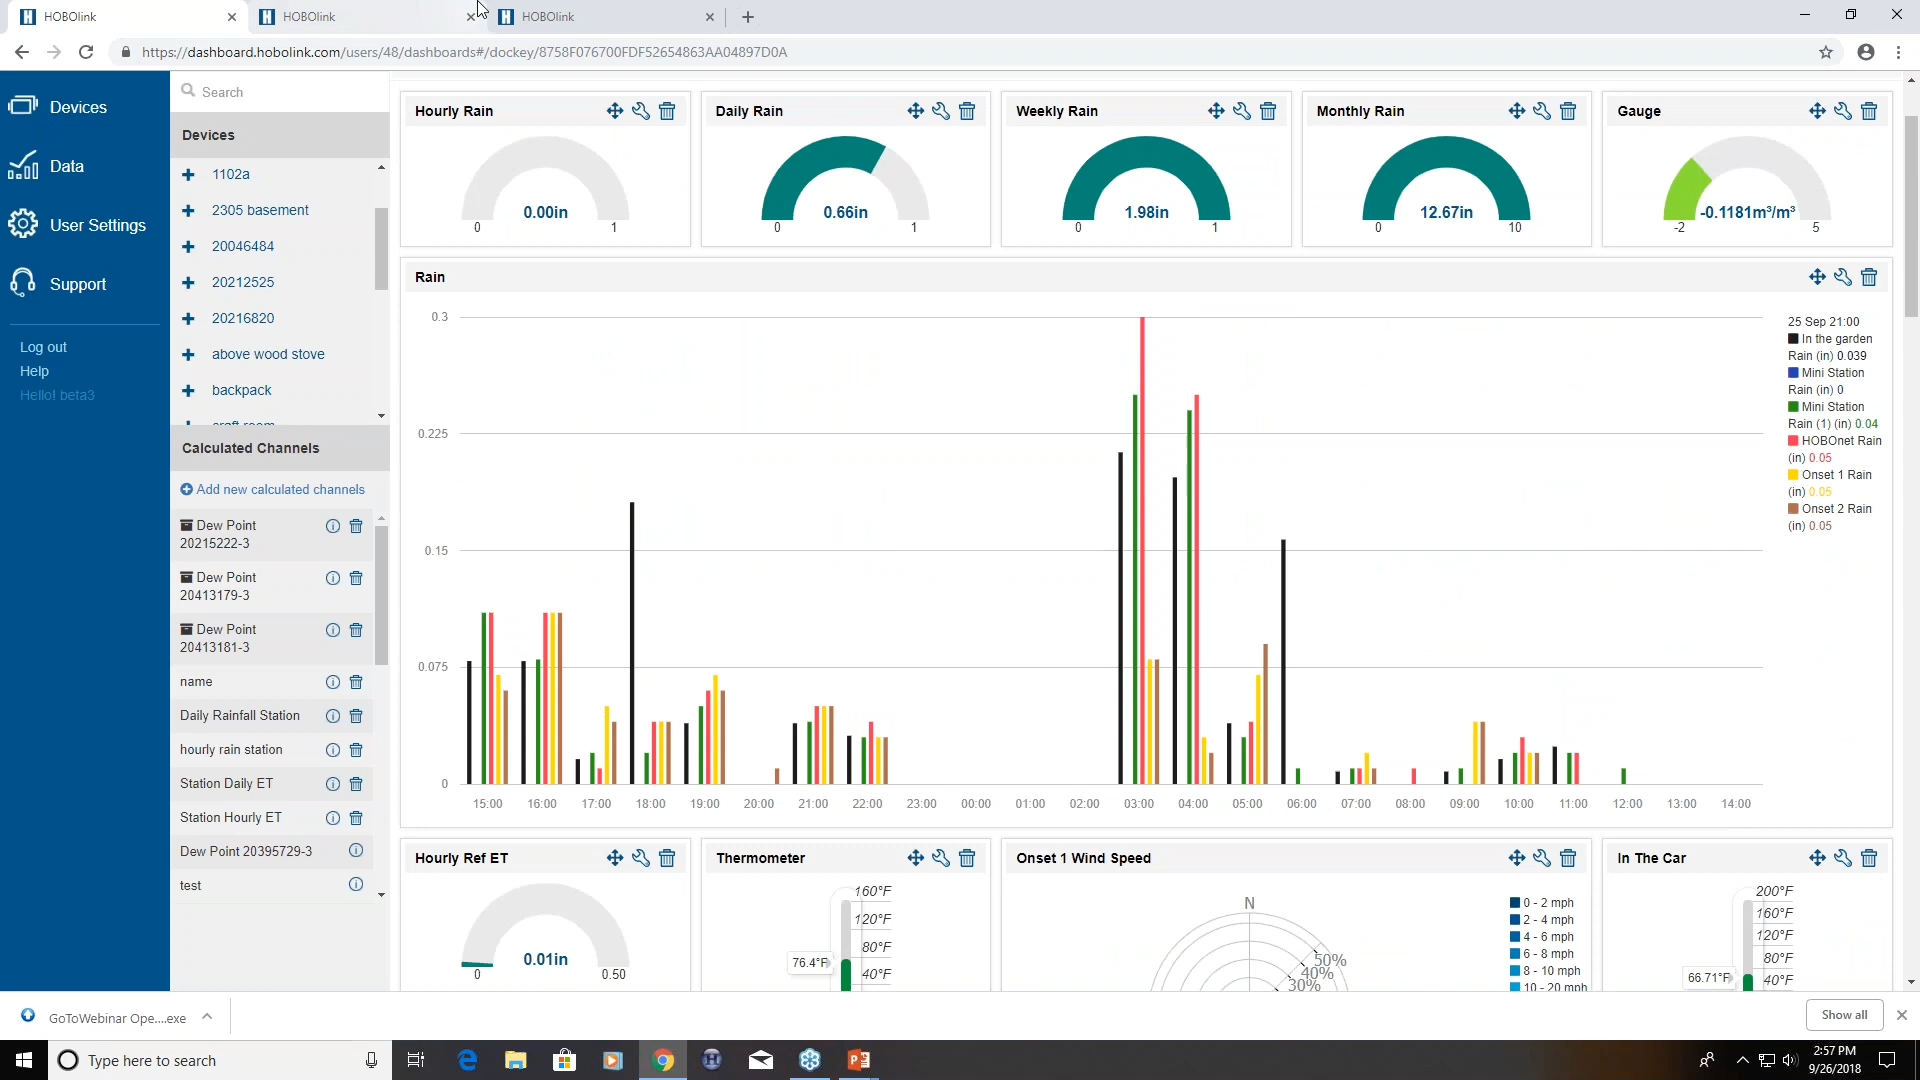 HOBOlink
HOBOlink
HOBOlink
https://dashboard.hobolink.com/users/48/dashboards#/dockey/8758F076700FDF52654863AA04897D0A
Devices
Data
User Settings
Support
Log out
Help
Hello! beta3
Search
Devices
1102a
2305 basement
20046484
20212525
20216820
above wood stove
backpack
craft room
Calculated Channels
Add new calculated channels
Dew Point
20215222-3
Dew Point
20413179-3
Dew Point
20413181-3
name
Daily Rainfall Station
hourly rain station
Station Daily ET
Station Hourly ET
Dew Point 20395729-3
test
Hourly Rain
0.00in
0 1
Daily Rain
0.66in
0 1
Weekly Rain
1.98in
0 1
Monthly Rain
12.67in
0 10
Gauge
-0.1181m³/m³
-2 5
Rain
0.3
0.225
0.15
0.075
0
15:00 16:00 17:00 18:00 19:00 20:00 21:00 22:00 23:00 00:00 01:00 02:00 03:00 04:00 05:00 06:00 07:00 08:00 09:00 10:00 11:00 12:00 13:00 14:00
25 Sep 21:00
In the garden
Rain (in) 0.039
Mini Station
Rain (in) 0
Mini Station
Rain (1) (in) 0.04
HOBOnet Rain
(in) 0.05
Onset 1 Rain
(in) 0.05
Onset 2 Rain
(in) 0.05
Hourly Ref ET
0.01in
0 0.50
Thermometer
160°F
120°F
80°F
40°F
76.4°F
Onset 1 Wind Speed
N
50%
40%
30%
0 - 2 mph
2 - 4 mph
4 - 6 mph
6 - 8 mph
8 - 10 mph
10 - 20 mph
In The Car
200°F
160°F
120°F
80°F
40°F
66.71°F
GoToWebinar Ope....exe
Show all
Type here to search
2:57 PM
9/26/2018